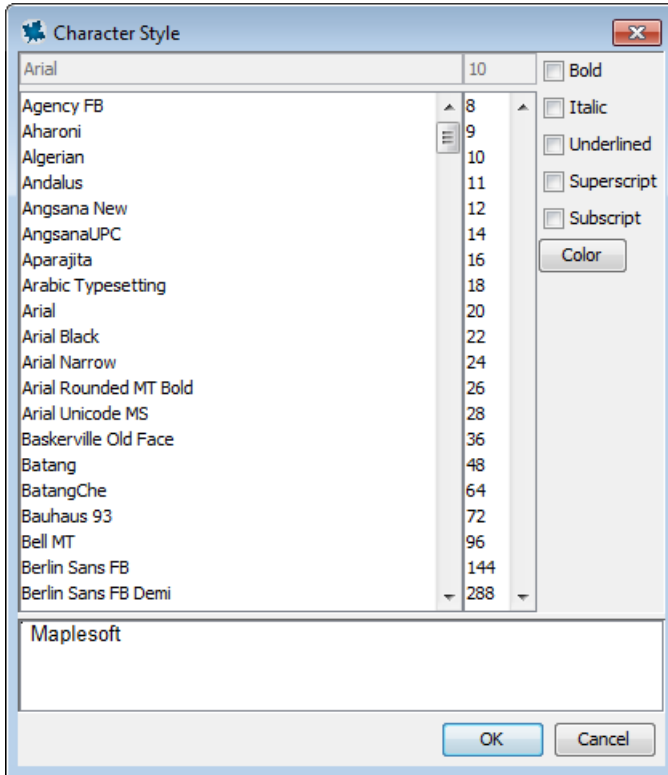 Character Style
Arial 10 Bold
Agency FB 8 Italic
Aharoni 9 Underlined
Algerian 10 Superscript
Andalus 11 Subscript
Angsana New 12 Color
AngsanaUPC 14
Aparajita 16
Arabic Typesetting 18
Arial 20
Arial Black 22
Arial Narrow 24
Arial Rounded MT Bold 26
Arial Unicode MS 28
Baskerville Old Face 36
Batang 48
BatangChe 64
Bauhaus 93 72
Bell MT 96
Berlin Sans FB 144
Berlin Sans FB Demi 288
Maplesoft
OK Cancel